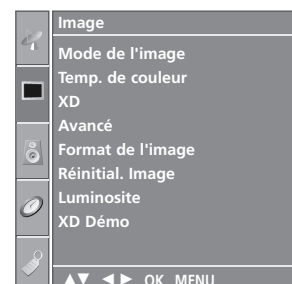 Image
Mode de l'image
Temp. de couleur
XD
Avancé
Format de l'image
Réinitial. Image
Luminosite
XD Démo
▲▼ ◄► OK MENU